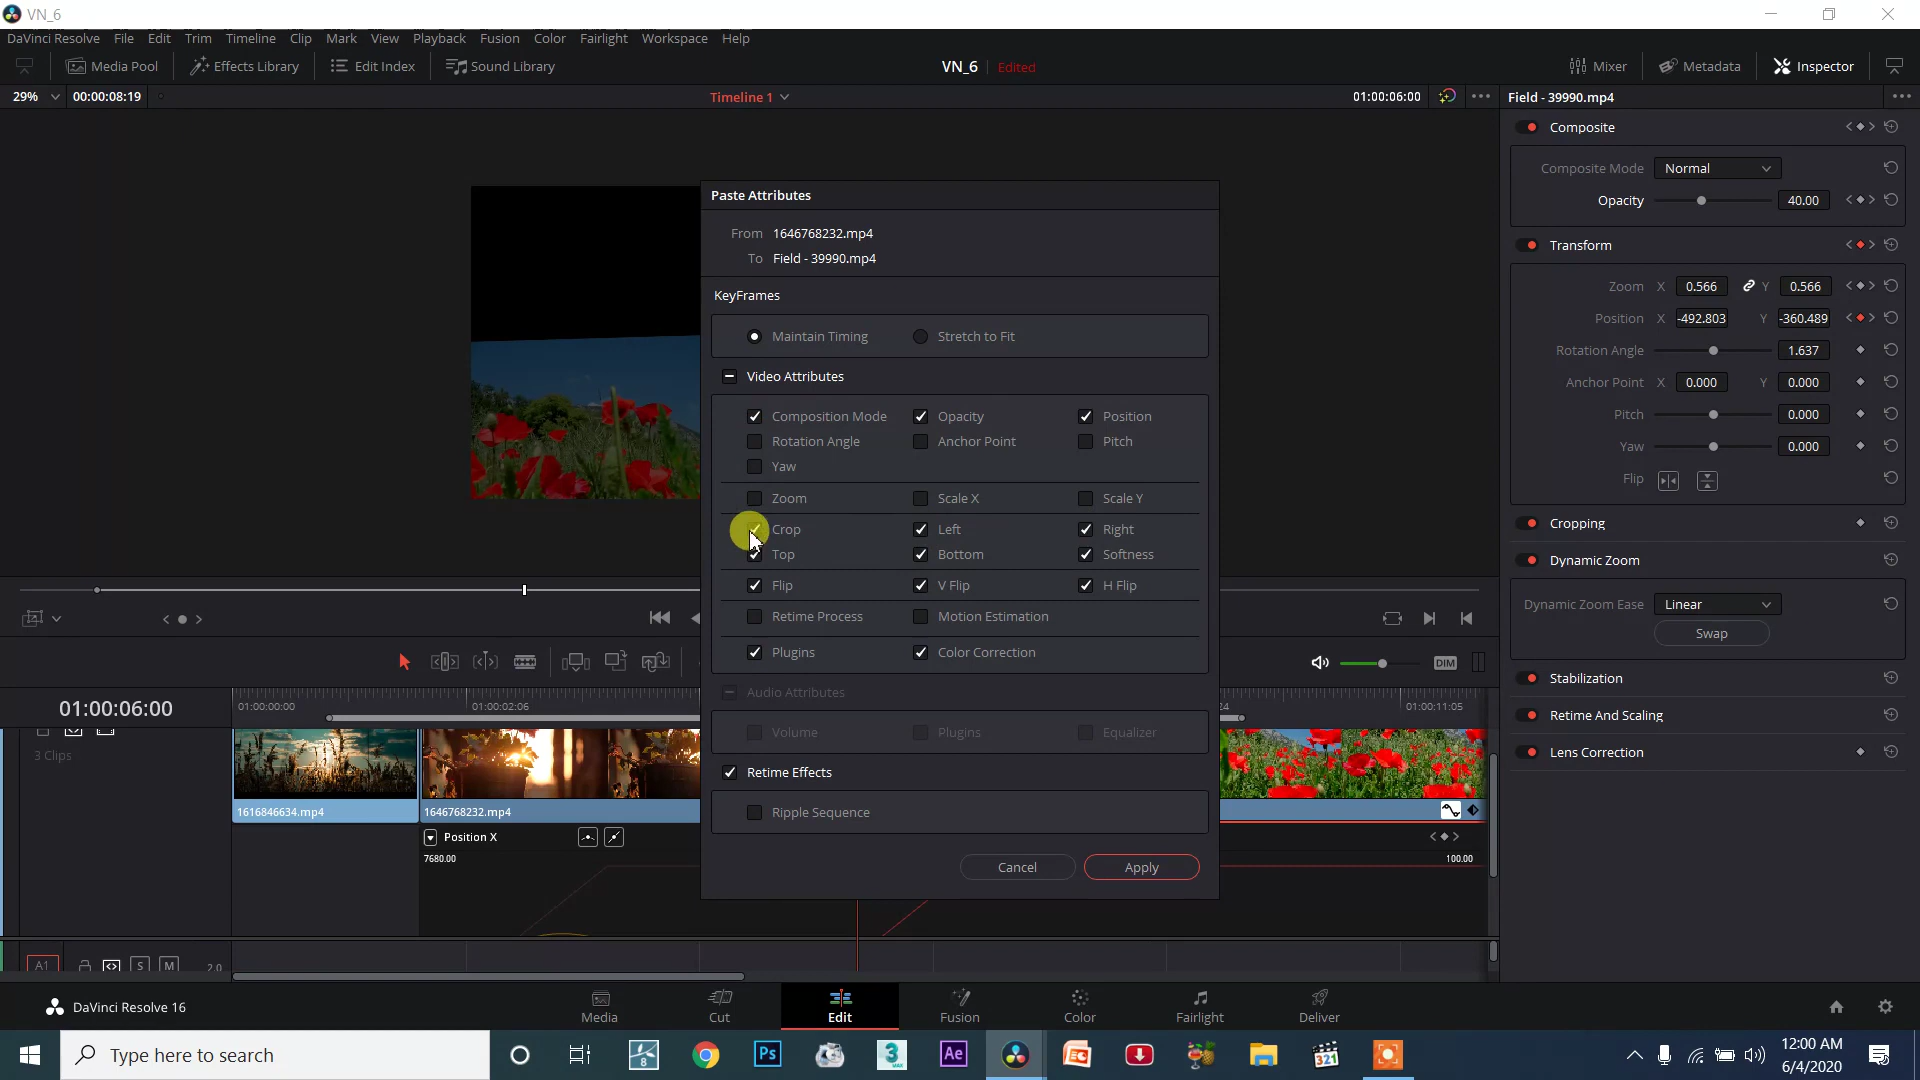 VN_6
DaVinci Resolve File Edit Trim Timeline Clip Mark View Playback Fusion Color Fairlight Workspace Help
Media Pool Effects Library Edit Index Sound Library VN_6 Edited Mixer Metadata Inspector
29% 00:00:08:19 Timeline 1 01:00:06:00 Field - 39990.mp4
Composite
Composite Mode Normal
Opacity 40.00
Transform
Zoom X 0.566 Y 0.566
Position X -492.803 Y -360.489
Rotation Angle 1.637
Anchor Point X 0.000 Y 0.000
Pitch 0.000
Yaw 0.000
Flip
Cropping
Dynamic Zoom
Dynamic Zoom Ease Linear
Swap
Stabilization
Retime And Scaling
Lens Correction
Paste Attributes
From 1646768232.mp4
To Field - 39990.mp4
KeyFrames
Maintain Timing Stretch to Fit
Video Attributes
Composition Mode Opacity Position
Rotation Angle Anchor Point Pitch
Yaw
Zoom Scale X Scale Y
Crop Left Right
Top Bottom Softness
Flip V Flip H Flip
Retime Process Motion Estimation
Plugins Color Correction
Audio Attributes
Volume Plugins Equalizer
Retime Effects
Ripple Sequence
Cancel Apply
DIM
01:00:06:00 01:00:00:00 01:00:02:06 24 01:00:11:05
3 Clips
1616846634.mp4 1646768232.mp4
Position X
7680.00 100.00
A1 S M 2.0
DaVinci Resolve 16 Media Cut Edit Fusion Color Fairlight Deliver
Type here to search 8 Ps 3 MAX Ae 321 12:00 AM
6/4/2020